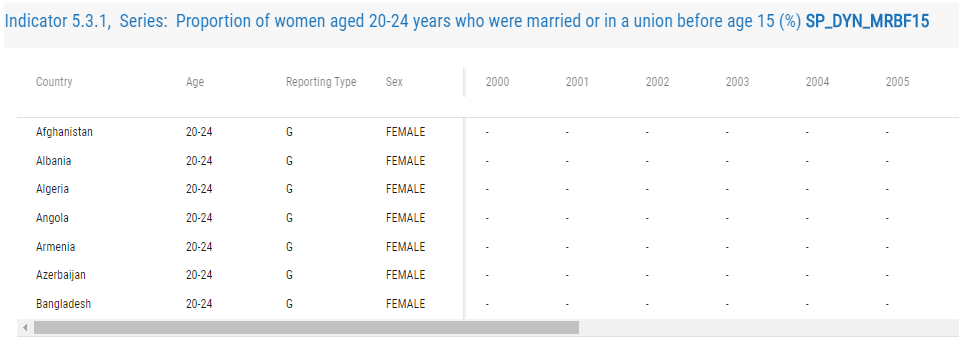 Indicator 5.3.1, Series: Proportion of women aged 20-24 years who were married or in a union before age 15 (%) SP_DYN_MRBF15
Country Age Reporting Type Sex 2000 2001 2002 2003 2004 2005
Afghanistan 20-24 G FEMALE - - - - - -
Albania 20-24 G FEMALE - - - - - -
Algeria 20-24 G FEMALE - - - - - -
Angola 20-24 G FEMALE - - - - - -
Armenia 20-24 G FEMALE - - - - - -
Azerbaijan 20-24 G FEMALE - - - - - -
Bangladesh 20-24 G FEMALE - - - - - -